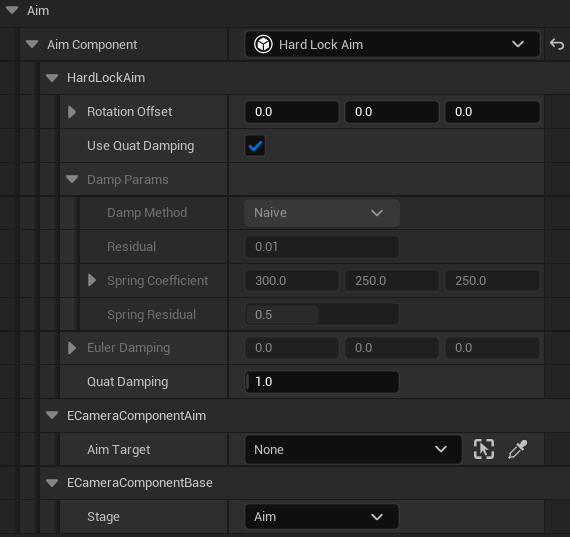 Aim
Aim Component Hard Lock Aim
HardLockAim
Rotation Offset 0.0 0.0 0.0
Use Quat Damping
Damp Params
Damp Method Naive
Residual 0.01
Spring Coefficient 300.0 250.0 250.0
Spring Residual 0.5
Euler Damping 0.0 0.0 0.0
Quat Damping 1.0
ECameraComponentAim
Aim Target None
ECameraComponentBase
Stage Aim